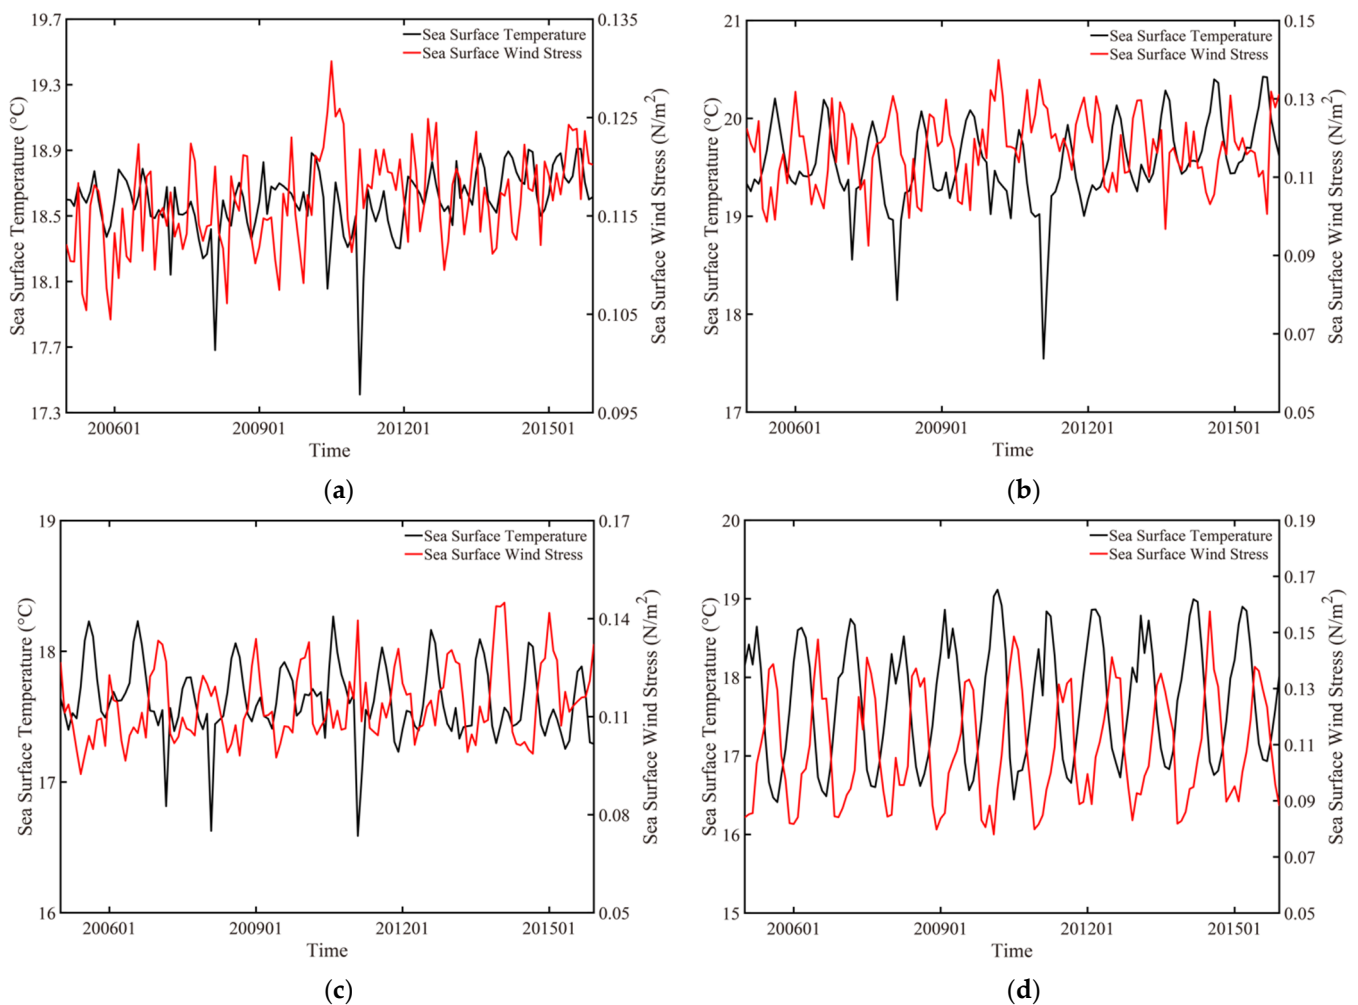 19.7
19.3
18.9
18.5
18.1
17.7
17.3
Sea Surface Temperature (°C)
Sea Surface Temperature
Sea Surface Wind Stress
0.135
0.125
0.115
0.105
0.095
Sea Surface Wind Stress (N/m²)
200601 200901 201201 201501
Time
(a)
21
20
19
18
17
Sea Surface Temperature (°C)
Sea Surface Temperature
Sea Surface Wind Stress
0.15
0.13
0.11
0.09
0.07
0.05
Sea Surface Wind Stress (N/m²)
200601 200901 201201 201501
Time
(b)
19
18
17
16
Sea Surface Temperature (°C)
Sea Surface Temperature
Sea Surface Wind Stress
0.17
0.14
0.11
0.08
0.05
Sea Surface Wind Stress (N/m²)
200601 200901 201201 201501
Time
(c)
20
19
18
17
16
15
Sea Surface Temperature (°C)
Sea Surface Temperature
Sea Surface Wind Stress
0.19
0.17
0.15
0.13
0.11
0.09
0.07
0.05
Sea Surface Wind Stress (N/m²)
200601 200901 201201 201501
Time
(d)